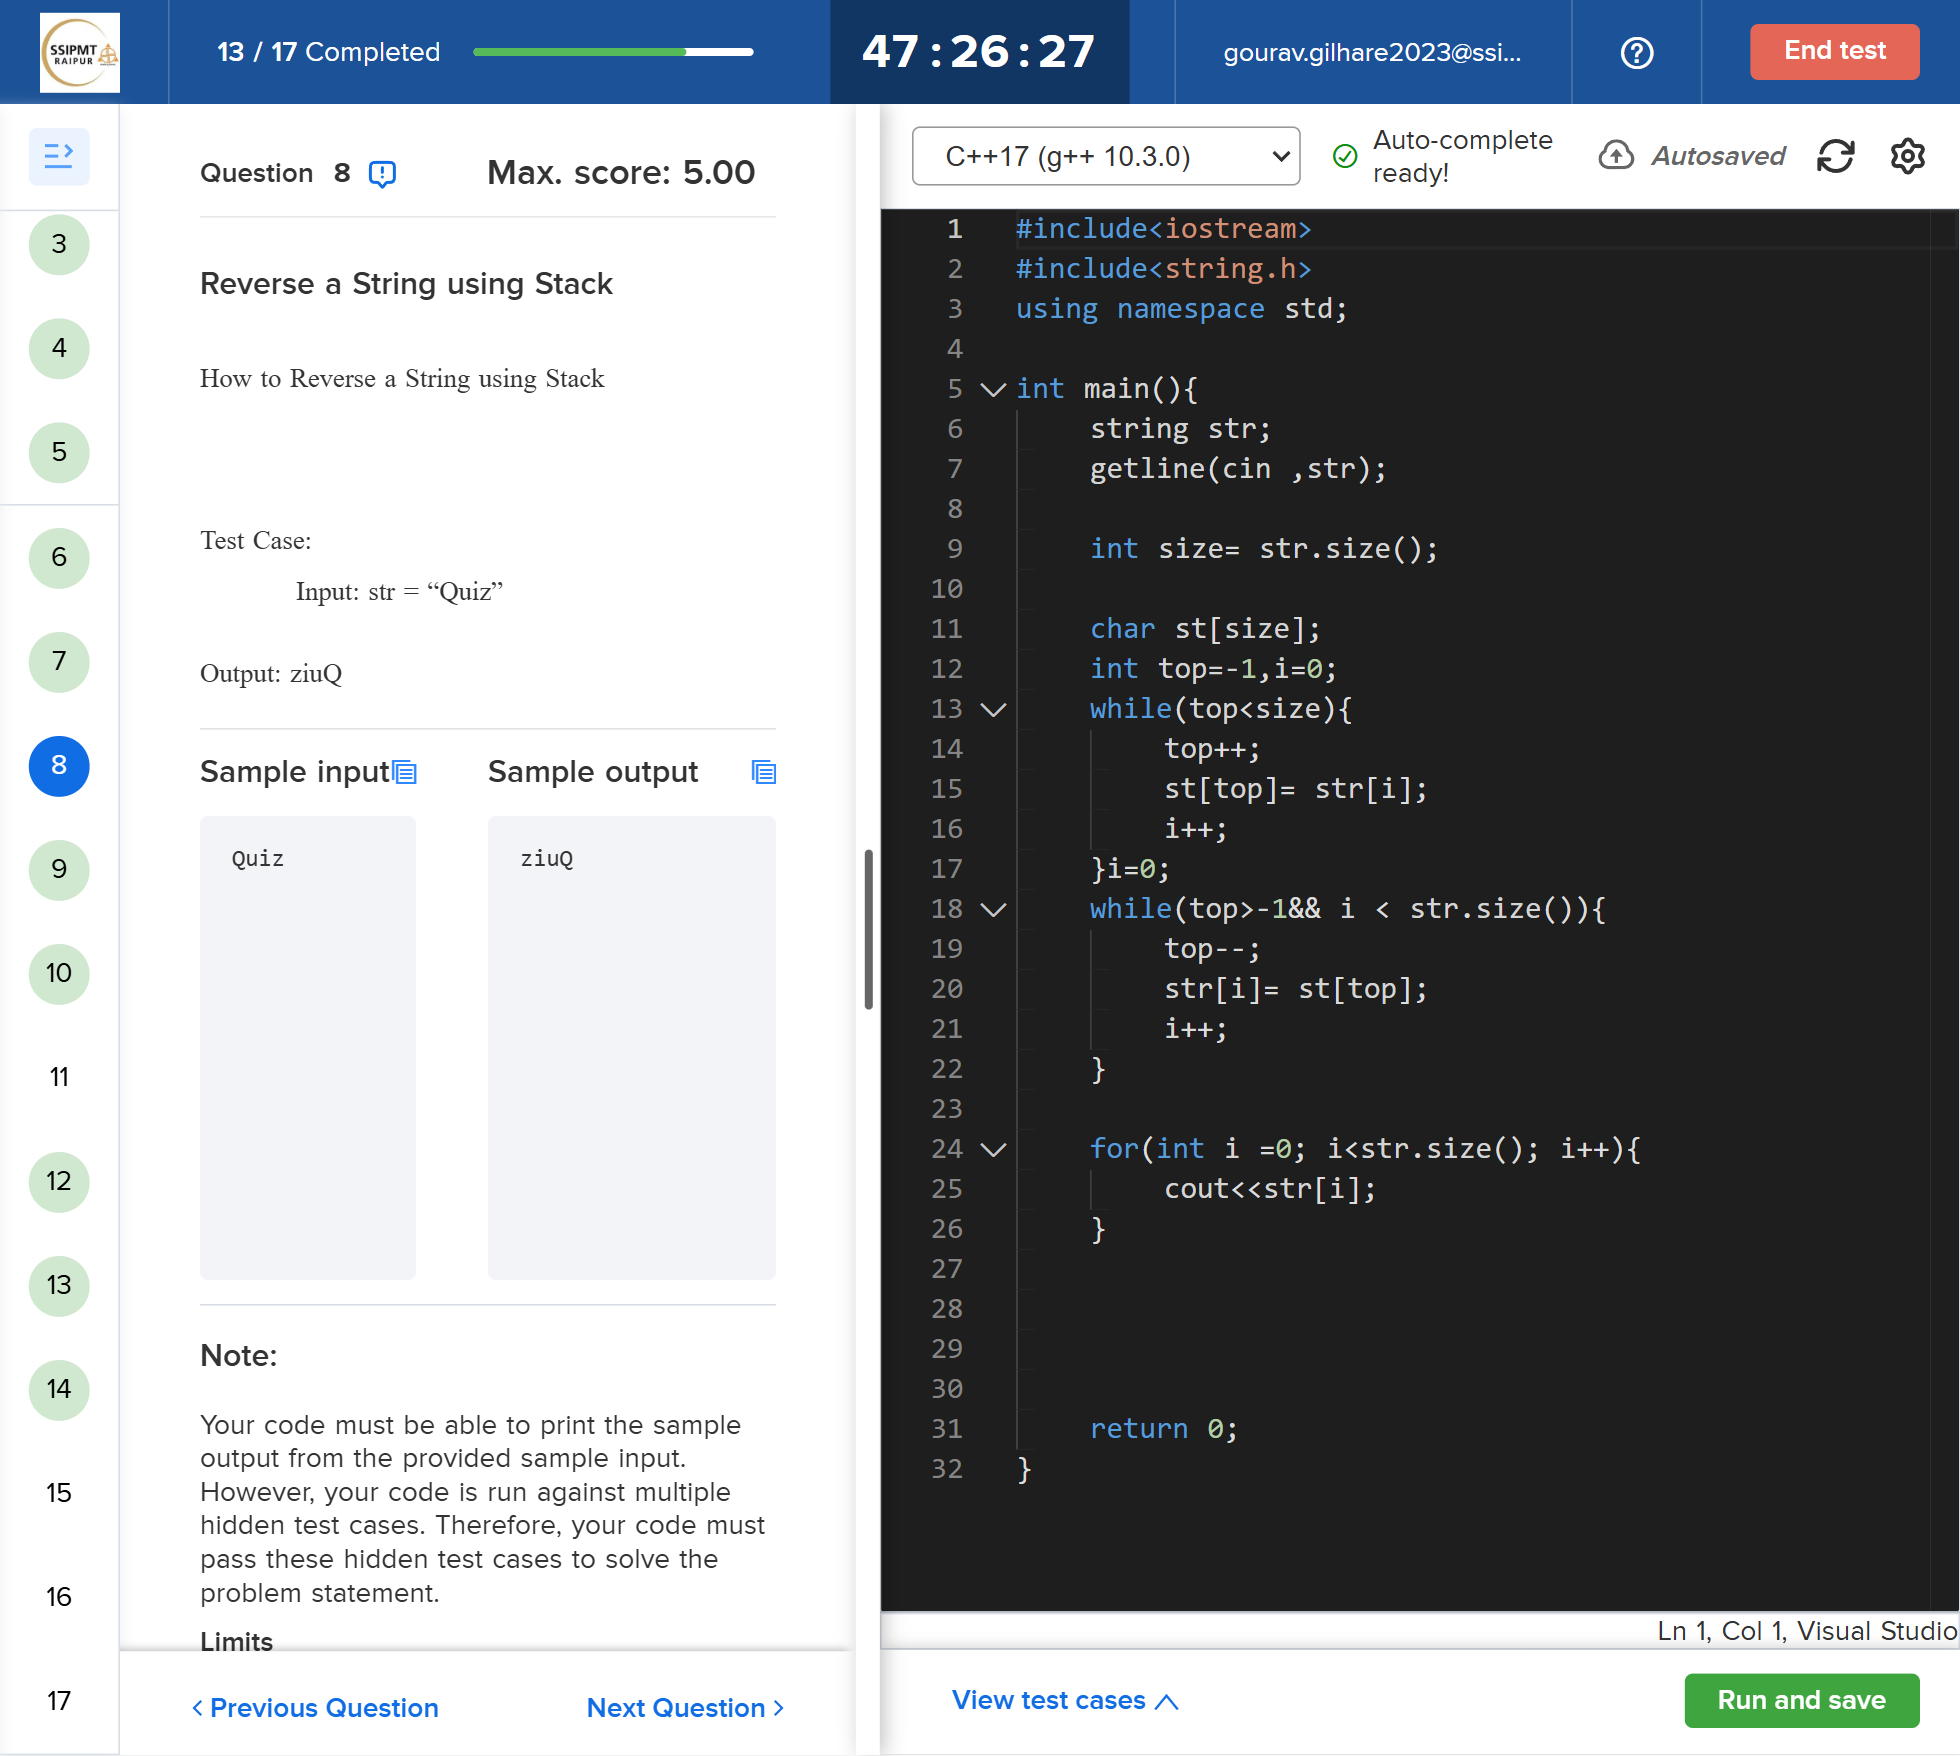 SSIPMT
RAIPUR
13 / 17 Completed
47:26:27
gourav.gilhare2023@ssi...
End test
3
4
5
6
7
8
9
10
11
12
13
14
15
16
17
Question 8
Max. score: 5.00
Reverse a String using Stack
How to Reverse a String using Stack
Test Case:
Input: str = “Quiz”
Output: ziuQ
Sample input
Sample output
Quiz
ziuQ
Note:
Your code must be able to print the sample
output from the provided sample input.
However, your code is run against multiple
hidden test cases. Therefore, your code must
pass these hidden test cases to solve the
problem statement.
Limits
< Previous Question
Next Question >
C++17 (g++ 10.3.0)
Auto-complete
ready!
Autosaved
1 #include<iostream>
2 #include<string.h>
3 using namespace std;
4
5 int main(){
6 string str;
7 getline(cin ,str);
8
9 int size= str.size();
10
11 char st[size];
12 int top=-1,i=0;
13 while(top<size){
14 top++;
15 st[top]= str[i];
16 i++;
17 }i=0;
18 while(top>-1&& i < str.size()){
19 top--;
20 str[i]= st[top];
21 i++;
22 }
23
24 for(int i =0; i<str.size(); i++){
25 cout<<str[i];
26 }
27
28
29
30
31 return 0;
32 }
Ln 1, Col 1, Visual Studio
View test cases
Run and save